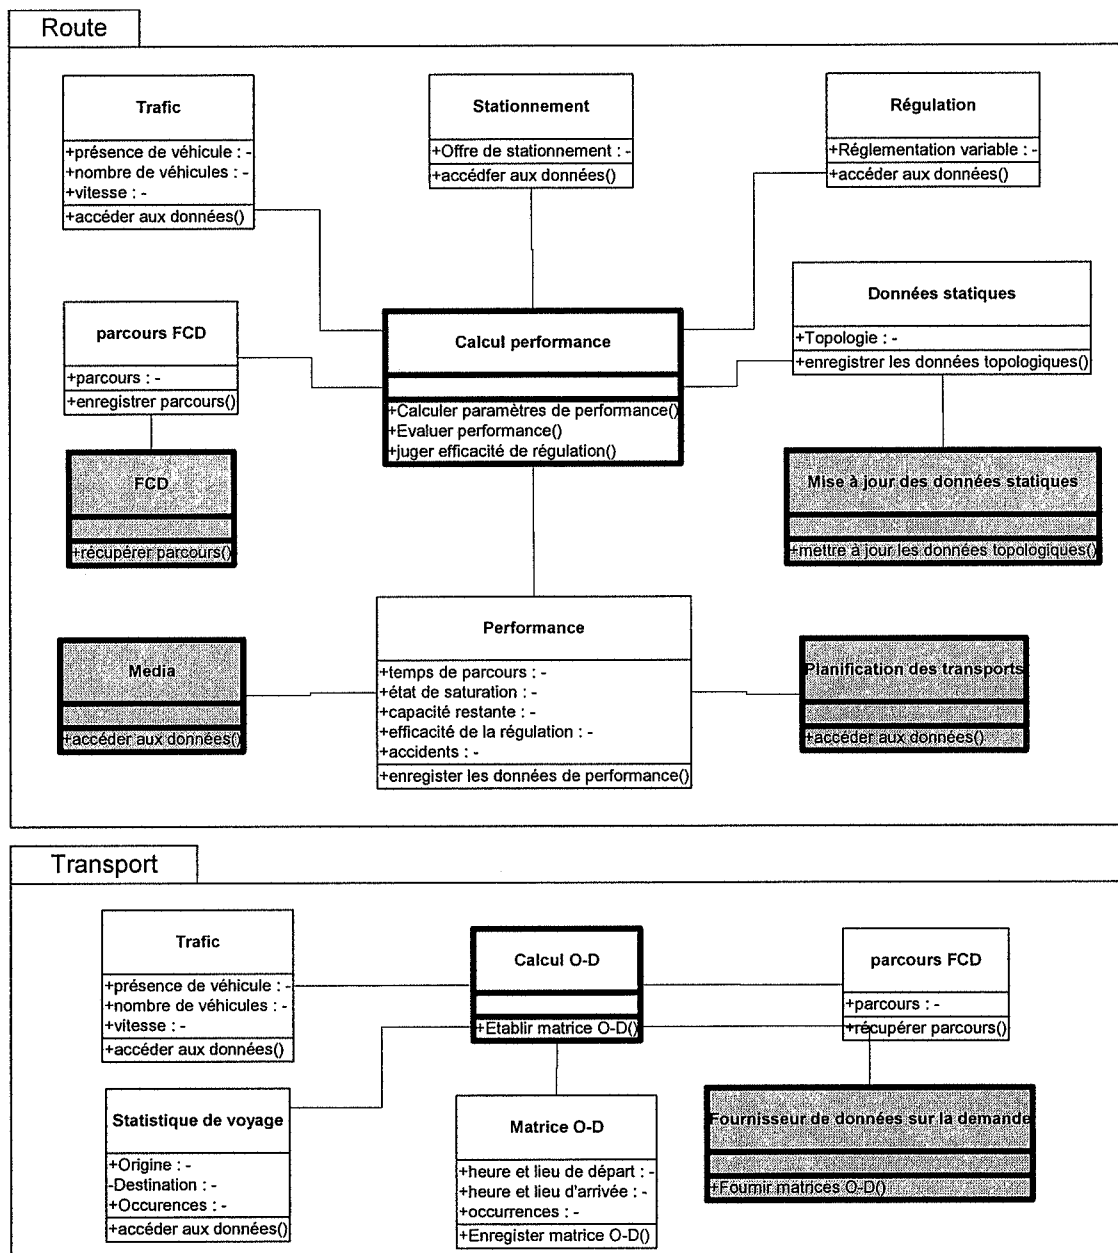 Route
Trafic
+présence de véhicule : -
+nombre de véhicules : -
+vitesse : -
+accéder aux données()
Stationnement
+Offre de stationnement : -
+accédfer aux données()
Régulation
+Réglementation variable : -
+accéder aux données()
parcours FCD
+parcours : -
+enregistrer parcours()
Calcul performance
+Calculer paramètres de performance()
+Evaluer performance()
+juger efficacité de régulation()
Données statiques
+Topologie : -
+enregistrer les données topologiques()
FCD
+récupérer parcours()
Mise à jour des données statiques
+mettre à jour les données topologiques()
Media
+accéder aux données()
Performance
+temps de parcours : -
+état de saturation : -
+capacité restante : -
+efficacité de la régulation : -
+accidents : -
+enregister les données de performance()
Planification des transports
+accéder aux données()
Transport
Trafic
+présence de véhicule : -
+nombre de véhicules : -
+vitesse : -
+accéder aux données()
Calcul O-D
+Etablir matrice O-D()
parcours FCD
+parcours : -
+récupérer parcours()
Statistique de voyage
+Origine : -
-Destination : -
+Occurences : -
+accéder aux données()
Matrice O-D
+heure et lieu de départ : -
+heure et lieu d'arrivée : -
+occurrences : -
+Enregister matrice O-D()
Fournisseur de données sur la demande
+Fournir matrices O-D()